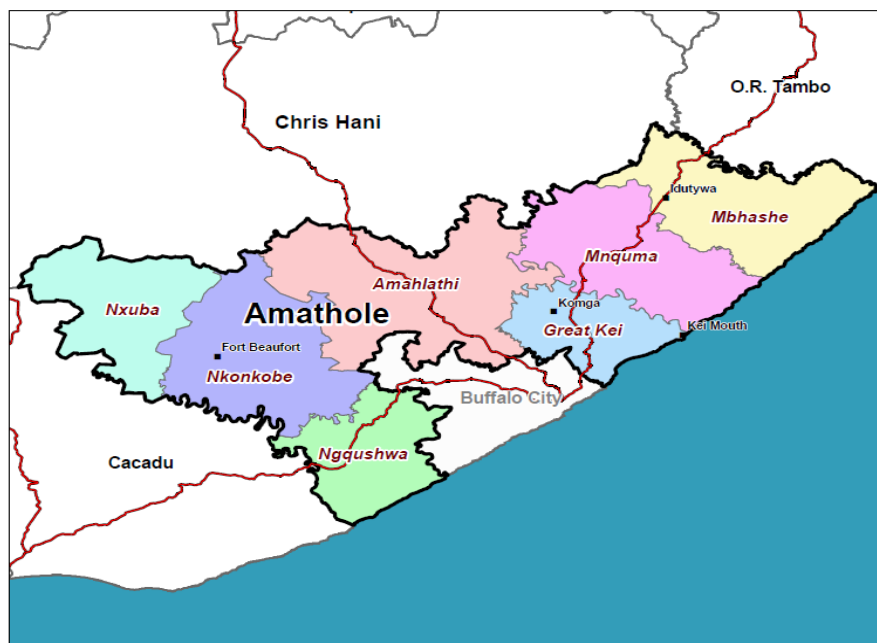 O.R. Tambo
Chris Hani
Idutywa
Mbhashe
Mnquma
Amahlathi
Nxuba
Komga
Amathole
Great Kei
Kei Mouth
Fort Beaufort
Nkonkobe
Buffalo City
Ngqushwa
Cacadu